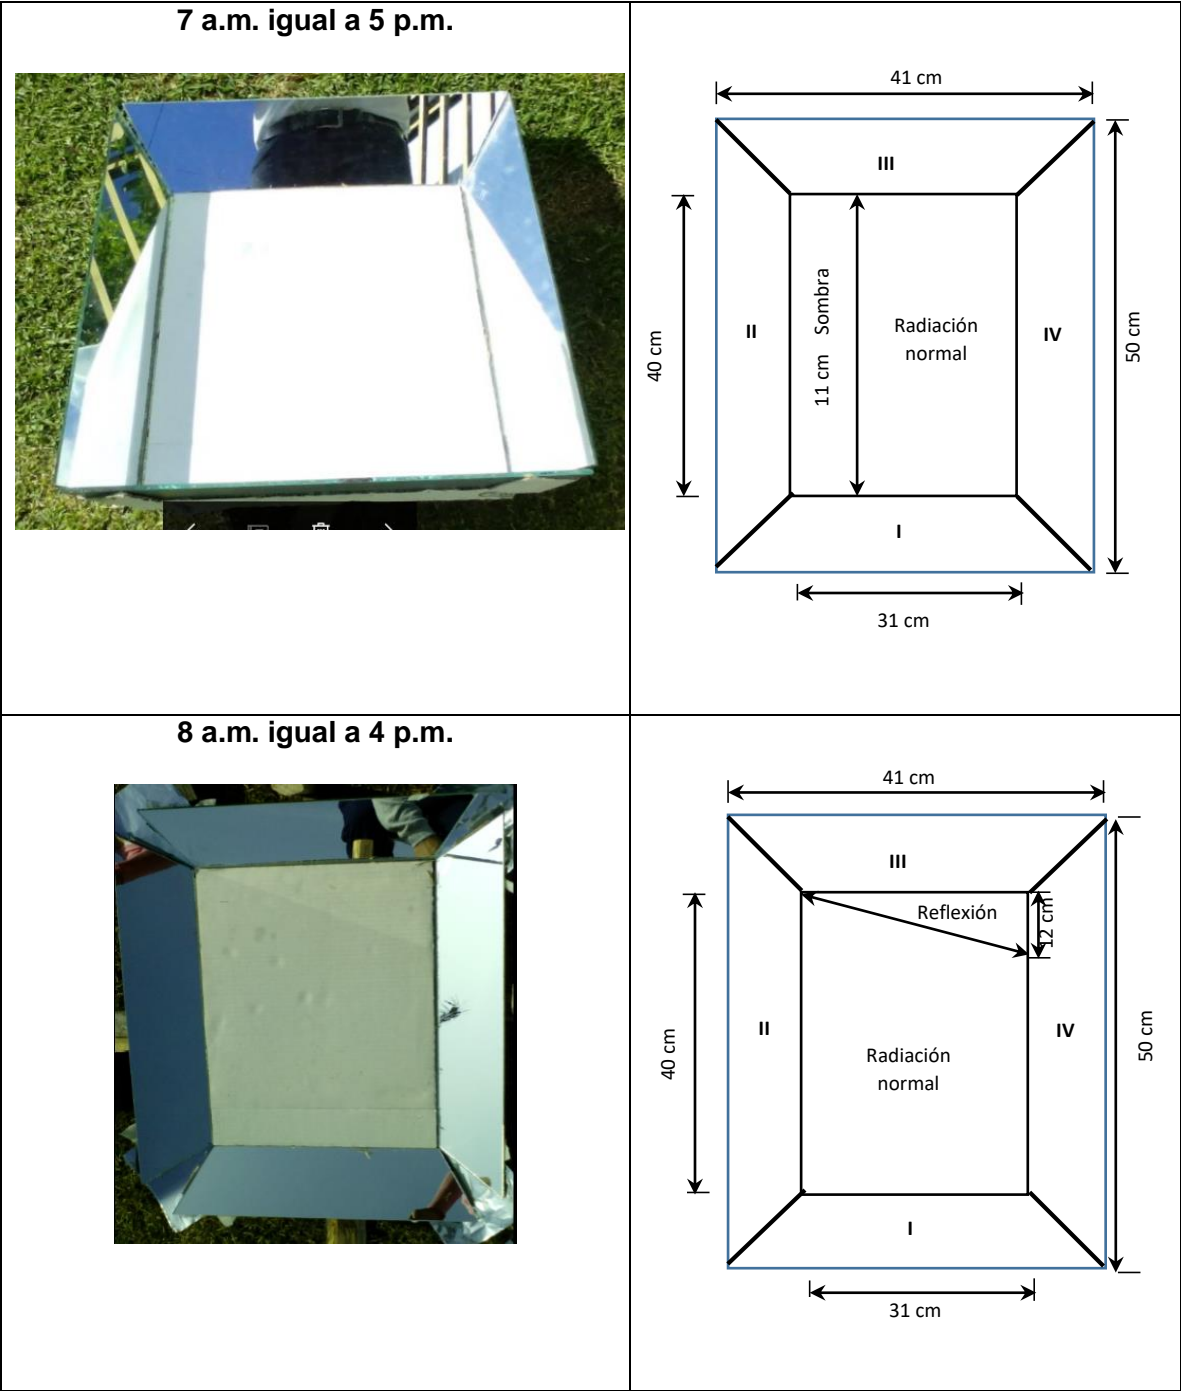 7 a.m. igual a 5 p.m.
41 cm
III
40 cm
II
11 cm Sombra
Radiación
normal
IV
50 cm
I
31 cm
8 a.m. igual a 4 p.m.
41 cm
III
Reflexión
12 cm
40 cm
II
Radiación
normal
IV
50 cm
I
31 cm